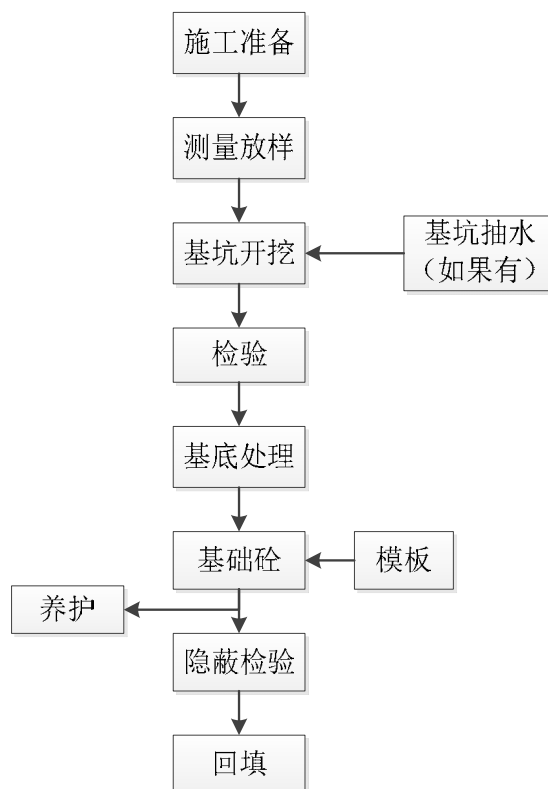 施工准备
测量放样
基坑开挖
基坑抽水
（如果有）
检验
基底处理
基础砼
模板
养护
隐蔽检验
回填